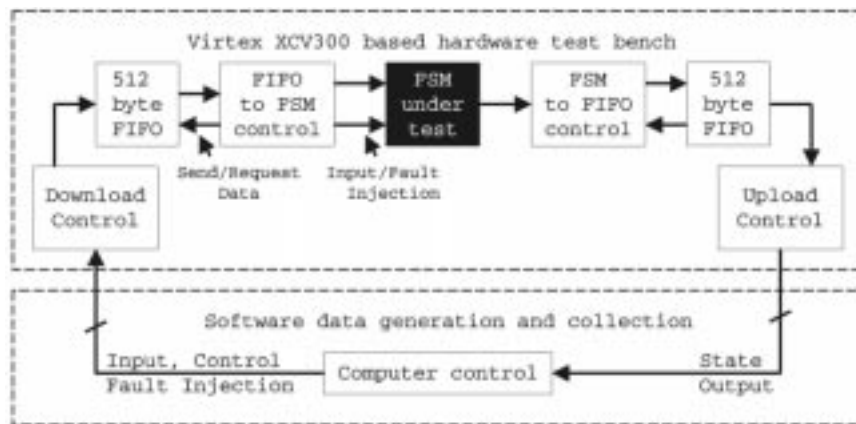 Virtex XCV300 based hardware test bench
512
byte
FIFO
FIFO
to FSM
control
FSM
under
test
FSM
to FIFO
control
512
byte
FIFO
Send/Request
Data
Input/Fault
Injection
Download
Control
Upload
Control
Software data generation and collection
Input, Control
Fault Injection
Computer control
State
Output